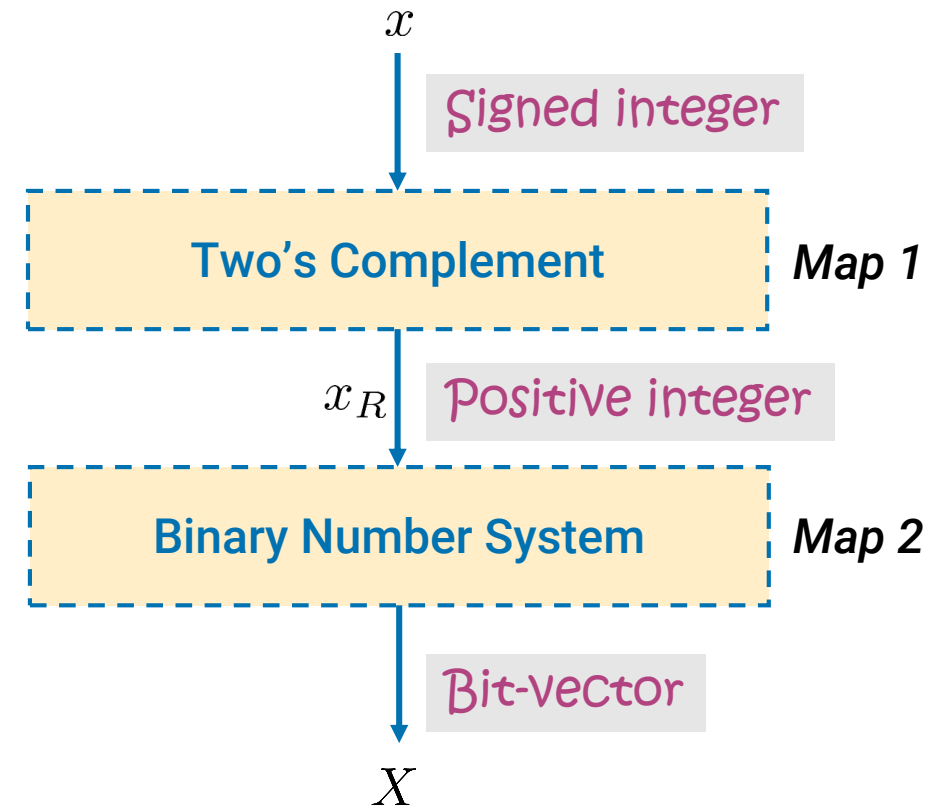 x
Signed integer
Two’s Complement
Map 1
x_R
Positive integer
Binary Number System
Map 2
Bit-vector
X